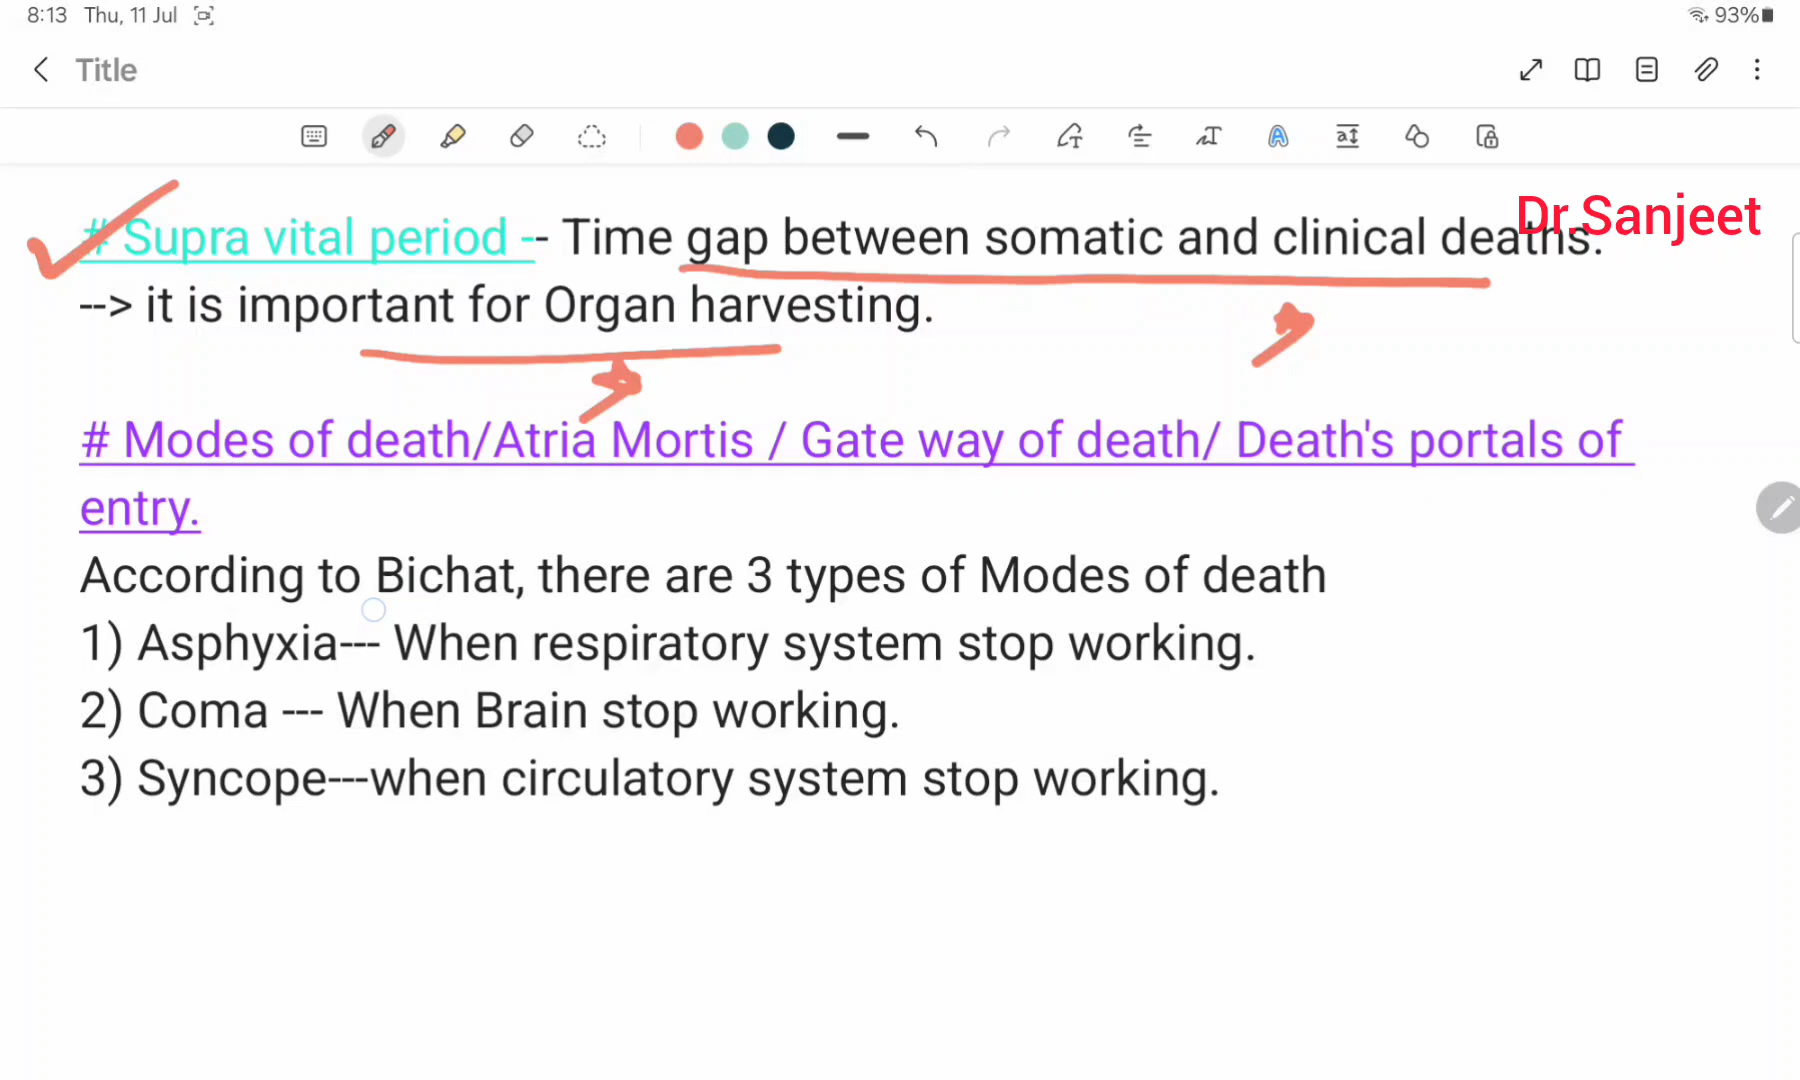 8:13 Thu, 11 Jul
93%
Title
Dr.Sanjeet
# Supra vital period -- Time gap between somatic and clinical deaths.
--> it is important for Organ harvesting.
# Modes of death/Atria Mortis / Gate way of death/ Death's portals of
entry.
According to Bichat, there are 3 types of Modes of death
1) Asphyxia--- When respiratory system stop working.
2) Coma --- When Brain stop working.
3) Syncope---when circulatory system stop working.